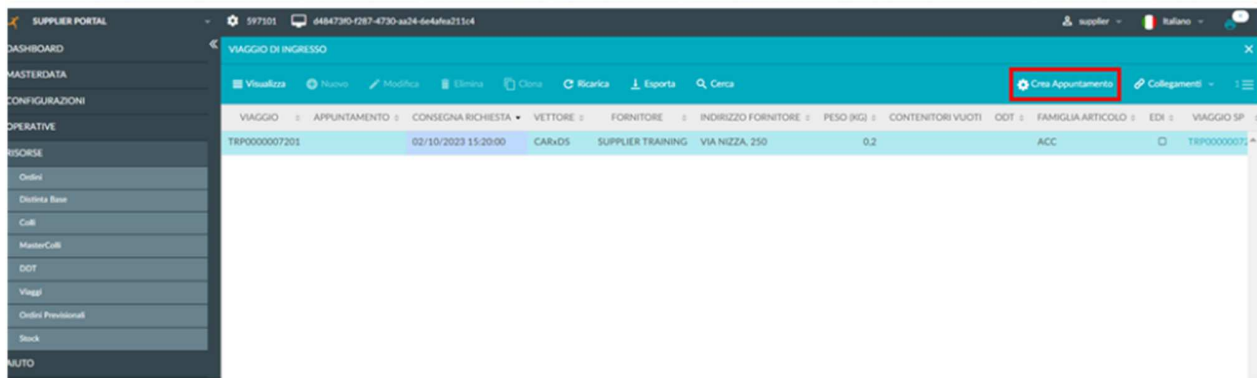 SUPPLIER PORTAL 597101 d48473f0-f287-4730-aa24-6e4afea211c4 supplier Italiano
DASHBOARD
VIAGGIO DI INGRESSO
MASTERDATA
Visualizza Nuovo Modifica Elimina Clona Ricarica Esporta Cerca Crea Appuntamento Collegamenti
CONFIGURAZIONI
VIAGGIO APPUNTAMENTO CONSEGNA RICHIESTA VETTORE FORNITORE INDIRIZZO FORNITORE PESO (KG) CONTENITORI VUOTI ODT FAMIGLIA ARTICOLO EDI VIAGGIO SP
OPERATIVE
TRP0000007201 02/10/2023 15:20:00 CARxDS SUPPLIER TRAINING VIA NIZZA, 250 0,2 ACC TRP00000072
RISORSE
Ordini
Distinta Base
Colli
MasterColli
DDT
Viaggi
Ordini Previsionali
Stock
AIUTO